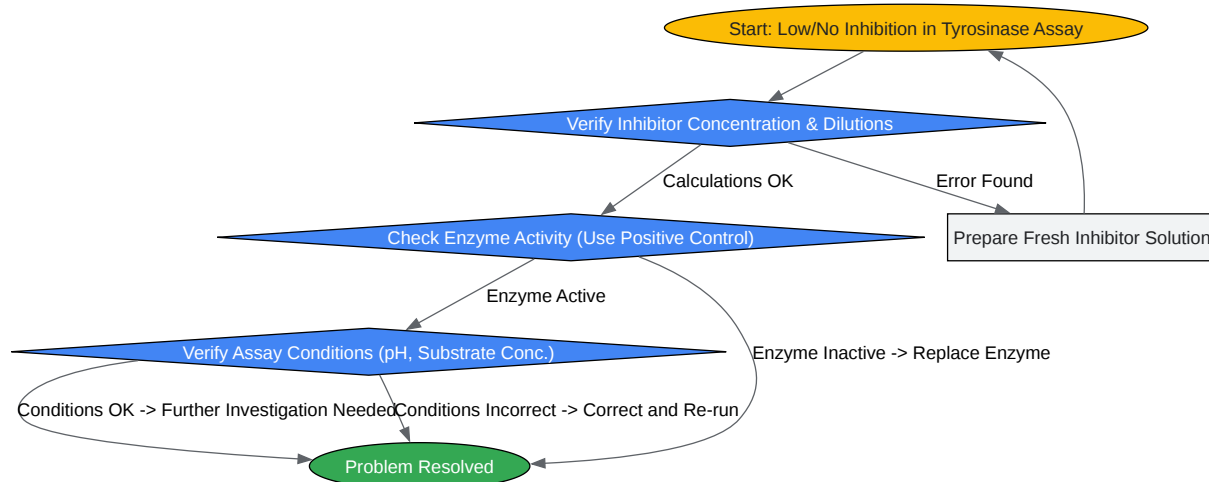 Start: Low/No Inhibition in Tyrosinase Assay
Verify Inhibitor Concentration & Dilutions
Calculations OK
Error Found
Check Enzyme Activity (Use Positive Control)
Prepare Fresh Inhibitor Solution
Enzyme Active
Verify Assay Conditions (pH, Substrate Conc.)
Enzyme Inactive -> Replace Enzyme
Conditions OK -> Further Investigation Needed
Conditions Incorrect -> Correct and Re-run
Problem Resolved